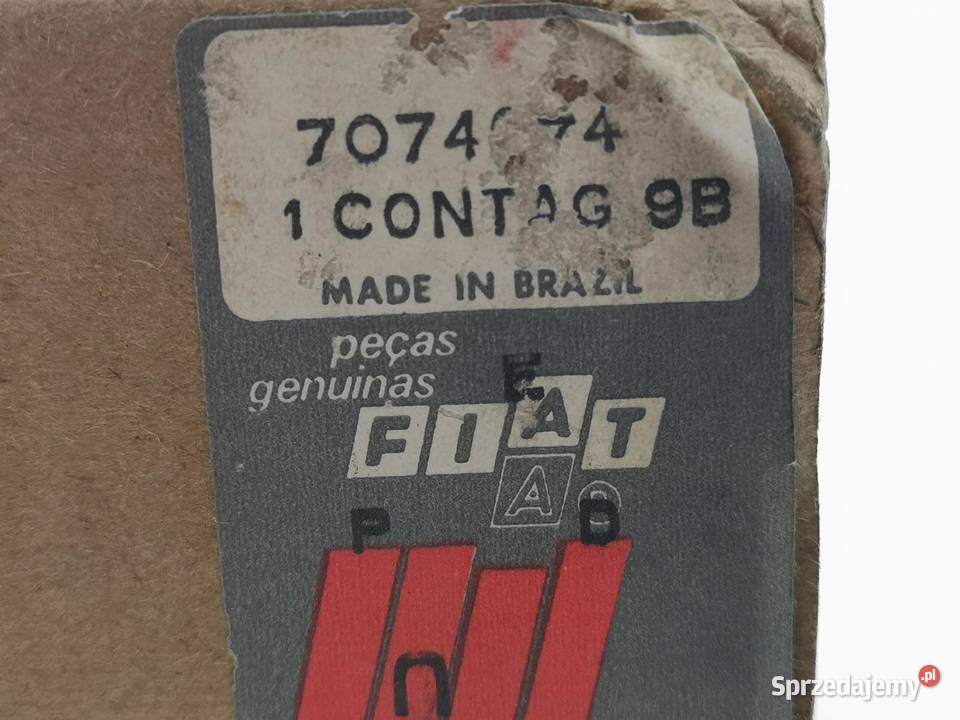 1 CONTAG 9B
MADE IN BRAZIL
peças
genuinas
E
FIAT
A
P
D
Sprzedajemy.pl